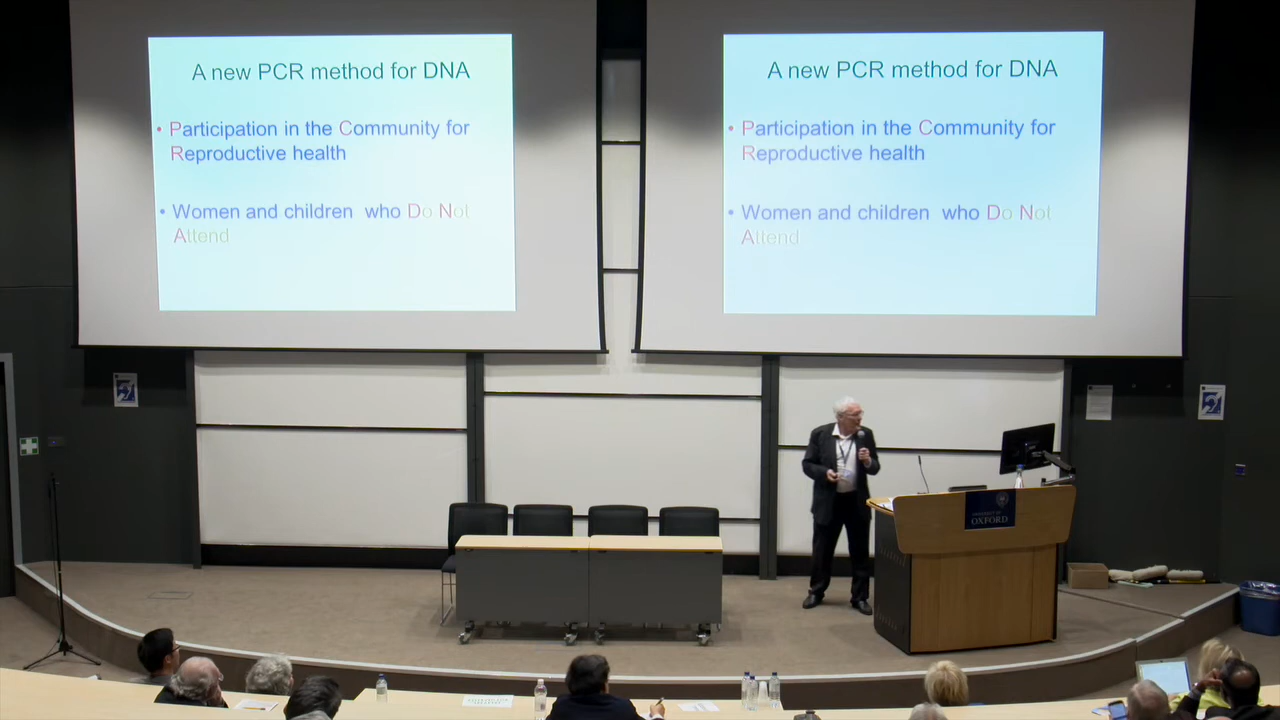 A new PCR method for DNA
• Participation in the Community for
Reproductive health
• Women and children who Do Not
Attend
A new PCR method for DNA
• Participation in the Community for
Reproductive health
• Women and children who Do Not
Attend
UNIVERSITY OF
OXFORD